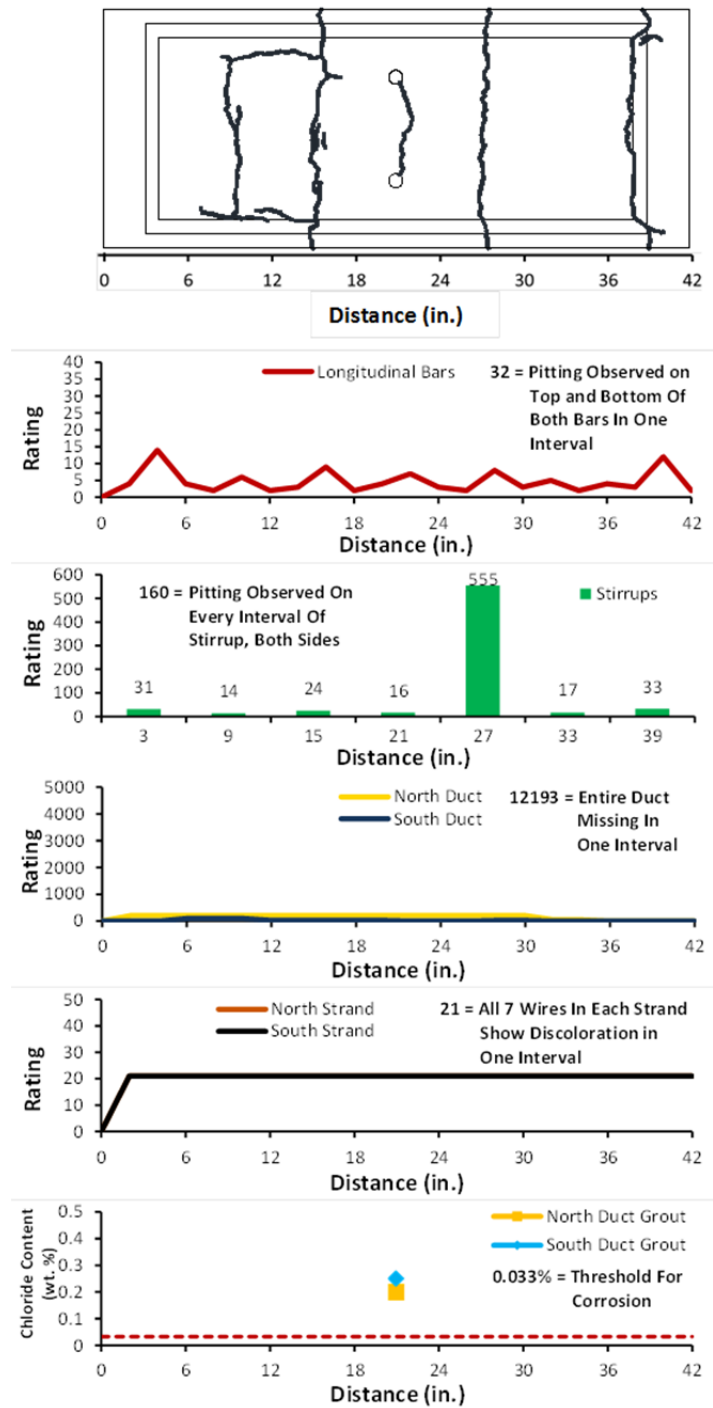 0 6 12 18 24 30 36 42
Distance (in.)
40
35
30
25
20
15
10
5
0
Rating
Longitudinal Bars
32 = Pitting Observed on
Top and Bottom Of
Both Bars In One
Interval
0 6 12 18 24 30 36 42
Distance (in.)
600
500
400
300
200
100
0
Rating
160 = Pitting Observed On
Every Interval Of
Stirrup, Both Sides
Stirrups
31 14 24 16 555 17 33
3 9 15 21 27 33 39
Distance (in.)
5000
4000
3000
2000
1000
0
Rating
North Duct
South Duct
12193 = Entire Duct
Missing In
One Interval
0 6 12 18 24 30 36 42
Distance (in.)
50
40
30
20
10
0
Rating
North Strand
South Strand
21 = All 7 Wires In Each Strand
Show Discoloration in
One Interval
0 6 12 18 24 30 36 42
Distance (in.)
0.5
0.4
0.3
0.2
0.1
0
Chloride Content
(wt. %)
North Duct Grout
South Duct Grout
0.033% = Threshold For
Corrosion
0 6 12 18 24 30 36 42
Distance (in.)